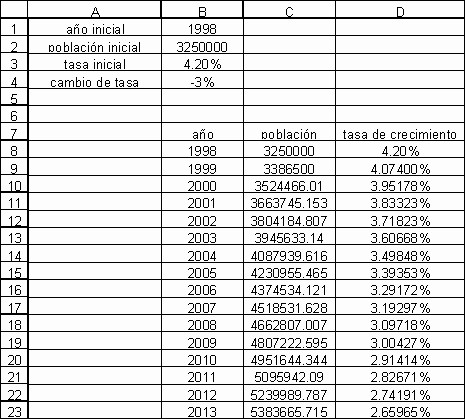 A B C D
1 año inicial 1998
2 población inicial 3250000
3 tasa inicial 4.20%
4 cambio de tasa -3%
5
6
7 año población tasa de crecimiento
8 1998 3250000 4.20%
9 1999 3386500 4.07400%
10 2000 3524466.01 3.95178%
11 2001 3663745.153 3.83323%
12 2002 3804184.807 3.71823%
13 2003 3945633.14 3.60668%
14 2004 4087939.616 3.49848%
15 2005 4230955.465 3.39353%
16 2006 4374534.121 3.29172%
17 2007 4518531.628 3.19297%
18 2008 4662807.007 3.09718%
19 2009 4807222.595 3.00427%
20 2010 4951644.344 2.91414%
21 2011 5095942.09 2.82671%
22 2012 5239989.787 2.74191%
23 2013 5383665.715 2.65965%